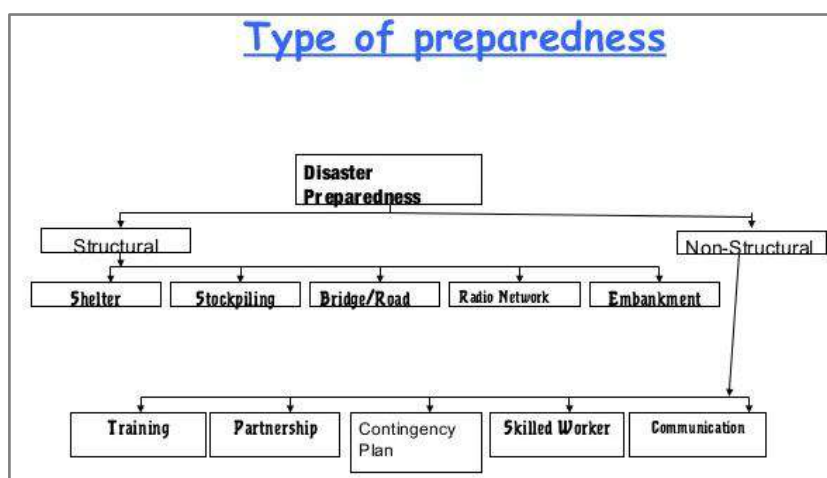 Type of preparedness
Disaster
Preparedness
Structural
Non-Structural
Shelter
Stockpiling
Bridge/Road
Radio Network
Embankment
Training
Partnership
Contingency
Plan
Skilled Worker
Communication